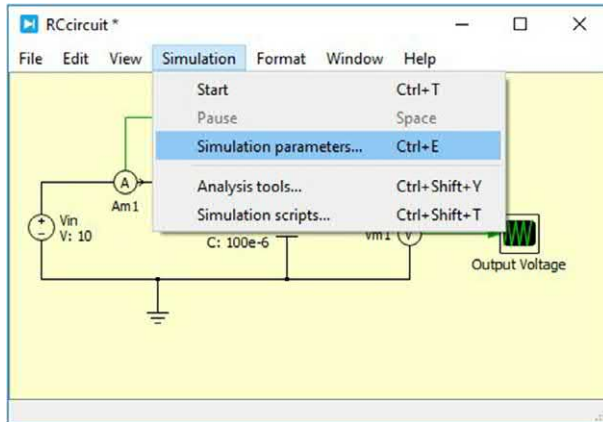 RCcircuit *
File Edit View Simulation Format Window Help
Start Ctrl+T
Pause Space
Simulation parameters... Ctrl+E
Analysis tools... Ctrl+Shift+Y
Simulation scripts... Ctrl+Shift+T
A
Am1
Vin
V: 10
C: 100e-6
Vm1 V
Output Voltage